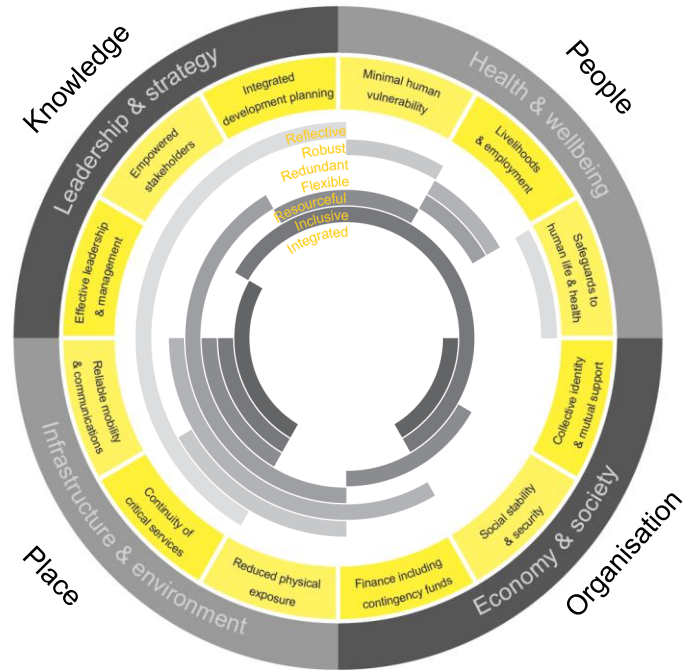 Knowledge
People
Place
Organisation
Leadership & strategy
Health & wellbeing
Infrastructure & environment
Economy & society
Minimal human
vulnerability
Livelihoods
& employment
Safeguards to
human life & health
Collective identity
& mutual support
Social stability
& security
Finance including
contingency funds
Reduced physical
exposure
Continuity of
critical services
Reliable mobility
& communications
Effective leadership
& management
Empowered
stakeholders
Integrated
development planning
Reflective
Robust
Redundant
Flexible
Resourceful
Inclusive
Integrated